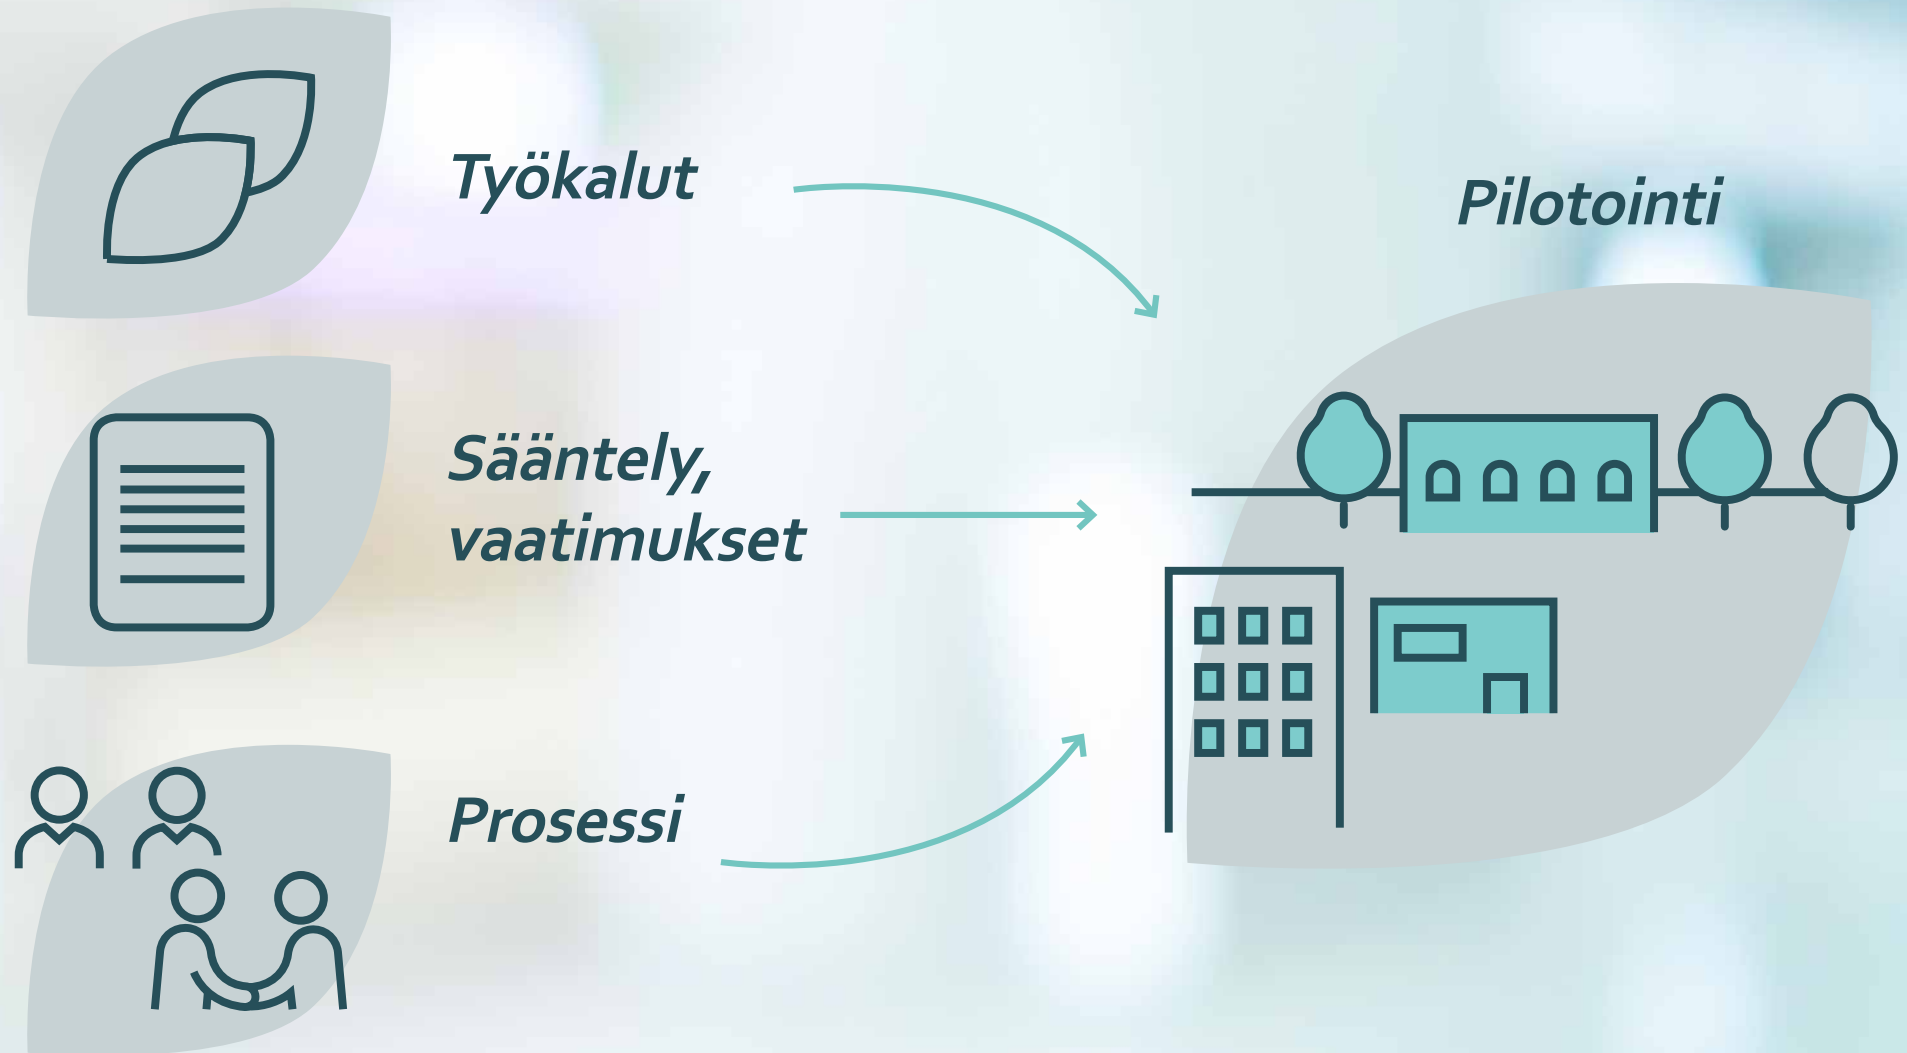 Työkalut
Pilotointi
Sääntely,
vaatimukset
Prosessi